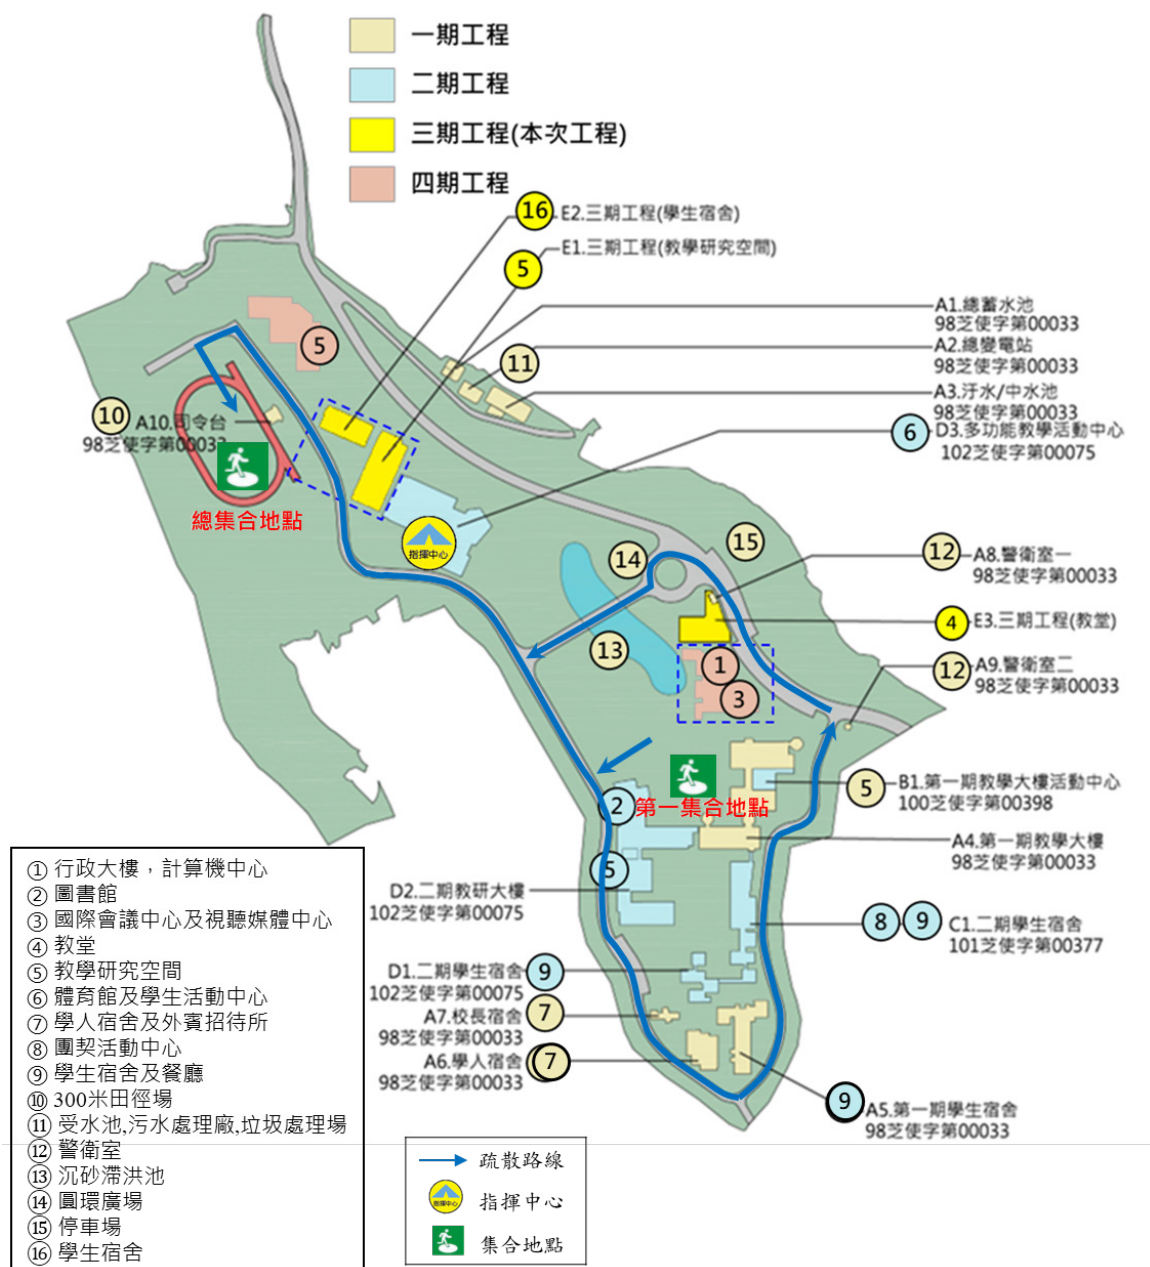 一期工程
二期工程
三期工程(本次工程)
四期工程
16
E2.三期工程(學生宿舍)
5
E1.三期工程(教學研究空間)
A1.總蓄水池
98芝使字第00033
A2.總變電站
98芝使字第00033
11
A3.汙水/中水池
98芝使字第00033
5
10
A10.司令台
98芝使字第00033
6
D3.多功能教學活動中心
102芝使字第00075
總集合地點
指揮中心
14
15
12
A8.警衛室一
98芝使字第00033
4
E3.三期工程(教堂)
13
1
3
12
A9.警衛室二
98芝使字第00033
2
第一集合地點
5
B1.第一期教學大樓活動中心
100芝使字第00398
A4.第一期教學大樓
98芝使字第00033
5
D2.二期教研大樓
102芝使字第00075
8
9
C1.二期學生宿舍
101芝使字第00377
D1.二期學生宿舍
102芝使字第00075
9
A7.校長宿舍
98芝使字第00033
7
A6.學人宿舍
98芝使字第00033
7
9
A5.第一期學生宿舍
98芝使字第00033
① 行政大樓，計算機中心
② 圖書館
③ 國際會議中心及視聽媒體中心
④ 教堂
⑤ 教學研究空間
⑥ 體育館及學生活動中心
⑦ 學人宿舍及外賓招待所
⑧ 團契活動中心
⑨ 學生宿舍及餐廳
⑩ 300米田徑場
⑪ 受水池,污水處理廠,垃圾處理場
⑫ 警衛室
⑬ 沉砂滯洪池
⑭ 圓環廣場
⑮ 停車場
⑯ 學生宿舍
疏散路線
指揮中心
指揮中心
集合地點